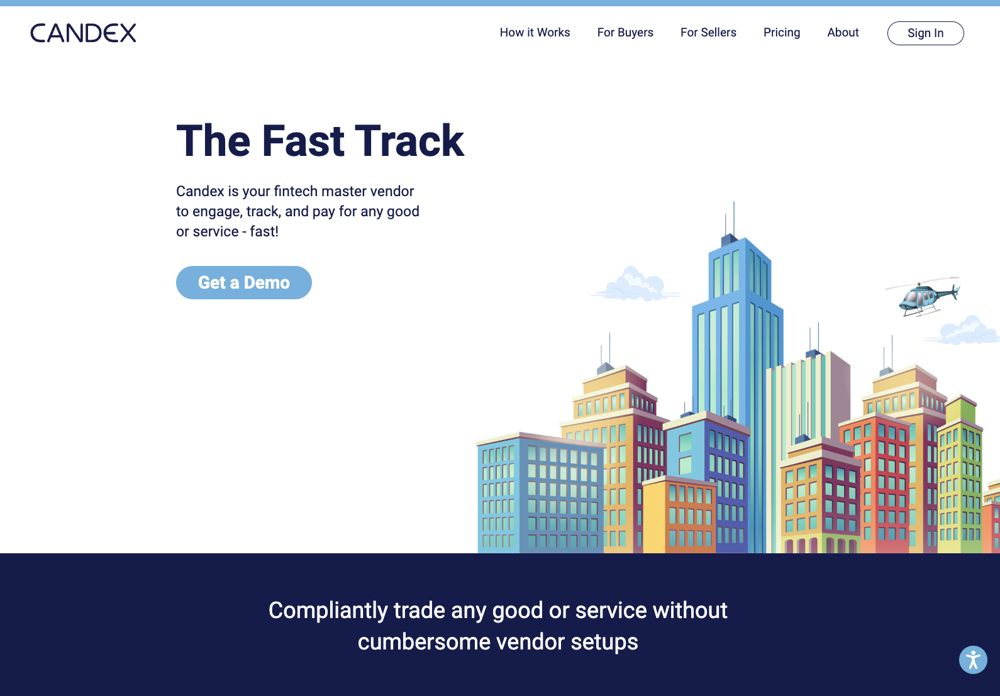 CANDEX
How it Works
For Buyers
For Sellers
Pricing
About
Sign In
The Fast Track
Candex is your fintech master vendor
to engage, track, and pay for any good
or service - fast!
Get a Demo
Compliantly trade any good or service without
cumbersome vendor setups